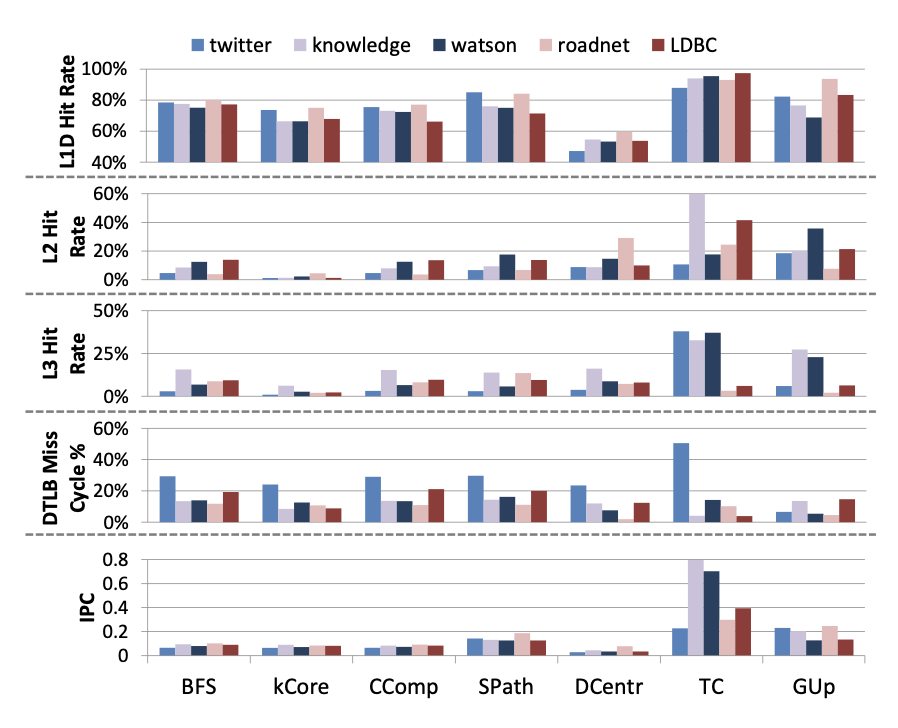 twitter knowledge watson roadnet LDBC
L1D Hit Rate
100%
80%
60%
40%
L2 Hit
Rate
60%
40%
20%
0%
L3 Hit
Rate
50%
25%
0%
DTLB Miss
Cycle %
60%
40%
20%
0%
IPC
0.8
0.6
0.4
0.2
0
BFS kCore CComp SPath DCentr TC GUp